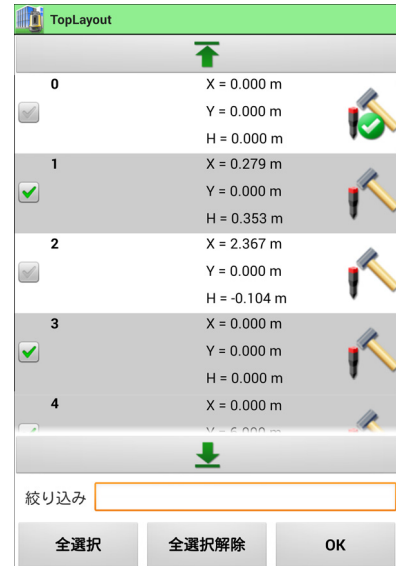 TopLayout
0
X = 0.000 m
Y = 0.000 m
H = 0.000 m
1
X = 0.279 m
Y = 0.000 m
H = 0.353 m
2
X = 2.367 m
Y = 0.000 m
H = -0.104 m
3
X = 0.000 m
Y = 0.000 m
H = 0.000 m
4
X = 0.000 m
Y = 6.000 m
絞り込み
全選択 全選択解除 OK